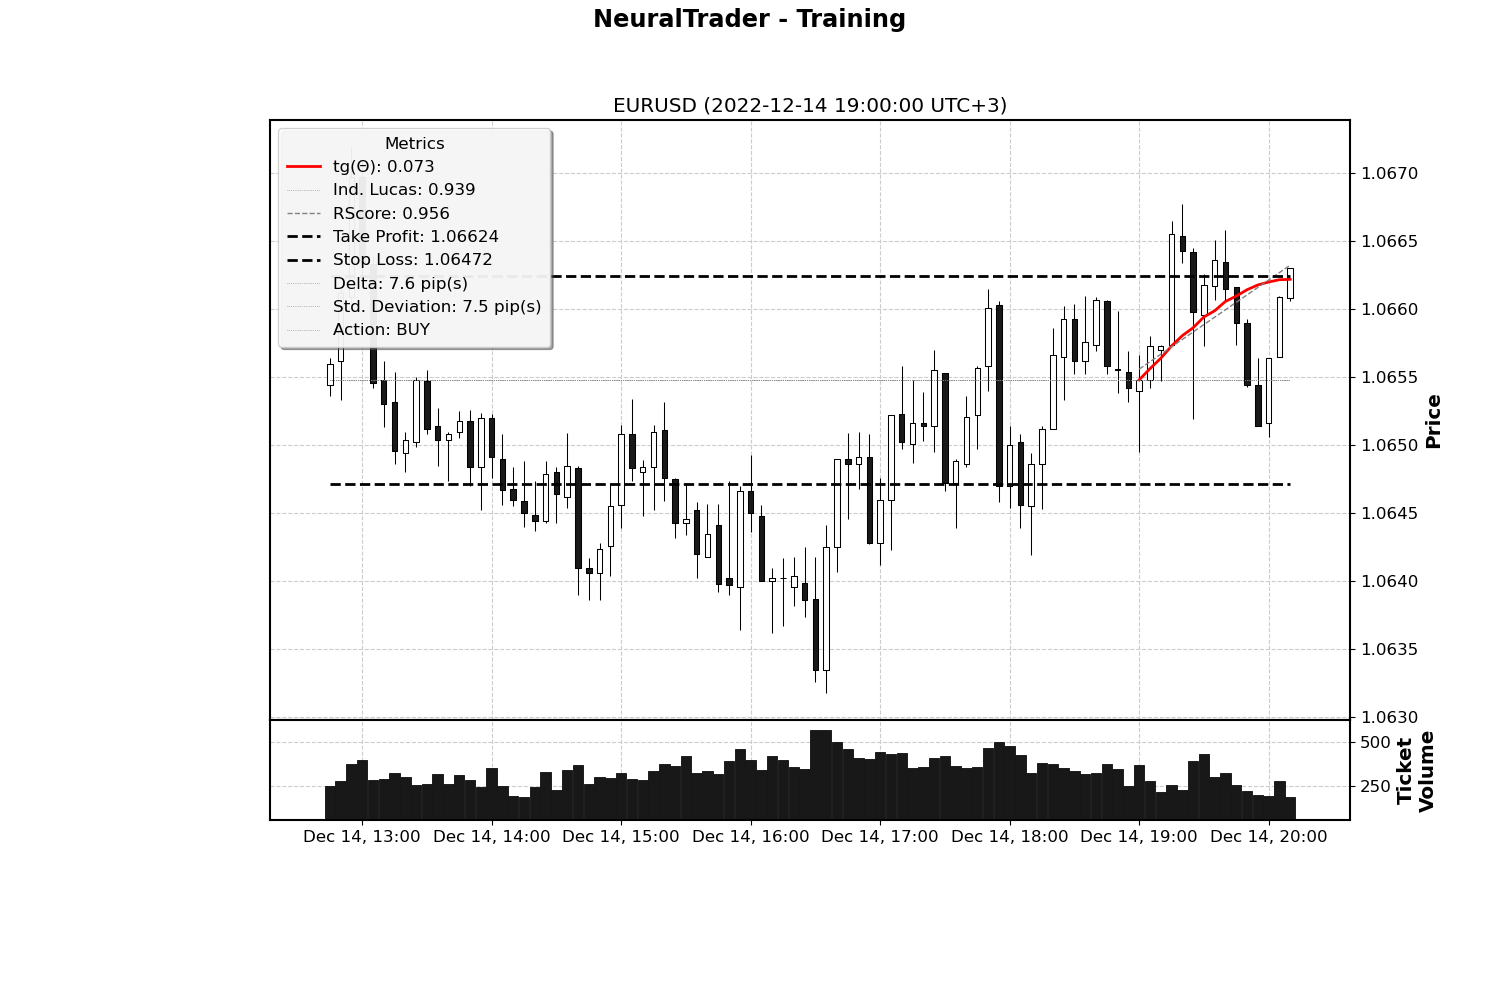 NeuralTrader - Training
EURUSD (2022-12-14 19:00:00 UTC+3)
Metrics
tg(Θ): 0.073
Ind. Lucas: 0.939
RScore: 0.956
Take Profit: 1.06624
Stop Loss: 1.06472
Delta: 7.6 pip(s)
Std. Deviation: 7.5 pip(s)
Action: BUY
1.0670
1.0665
1.0660
1.0655
1.0650
1.0645
1.0640
1.0635
1.0630
Price
500
250
Ticket
Volume
Dec 14, 13:00
Dec 14, 14:00
Dec 14, 15:00
Dec 14, 16:00
Dec 14, 17:00
Dec 14, 18:00
Dec 14, 19:00
Dec 14, 20:00